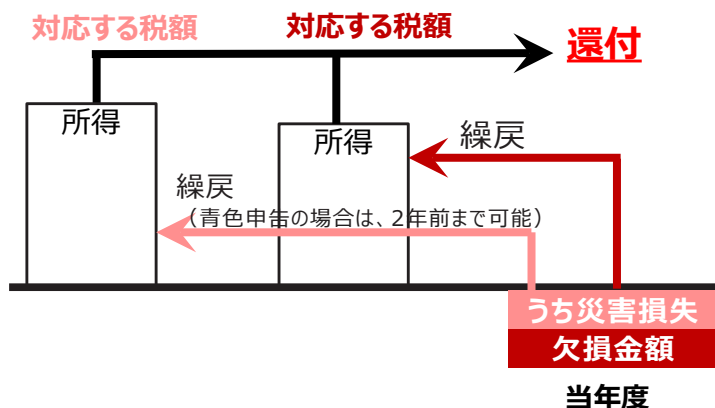 対応する税額
対応する税額
還付
所得
所得
繰戻
繰戻
（青色申告の場合は、2年前まで可能）
うち災害損失
欠損金額
当年度